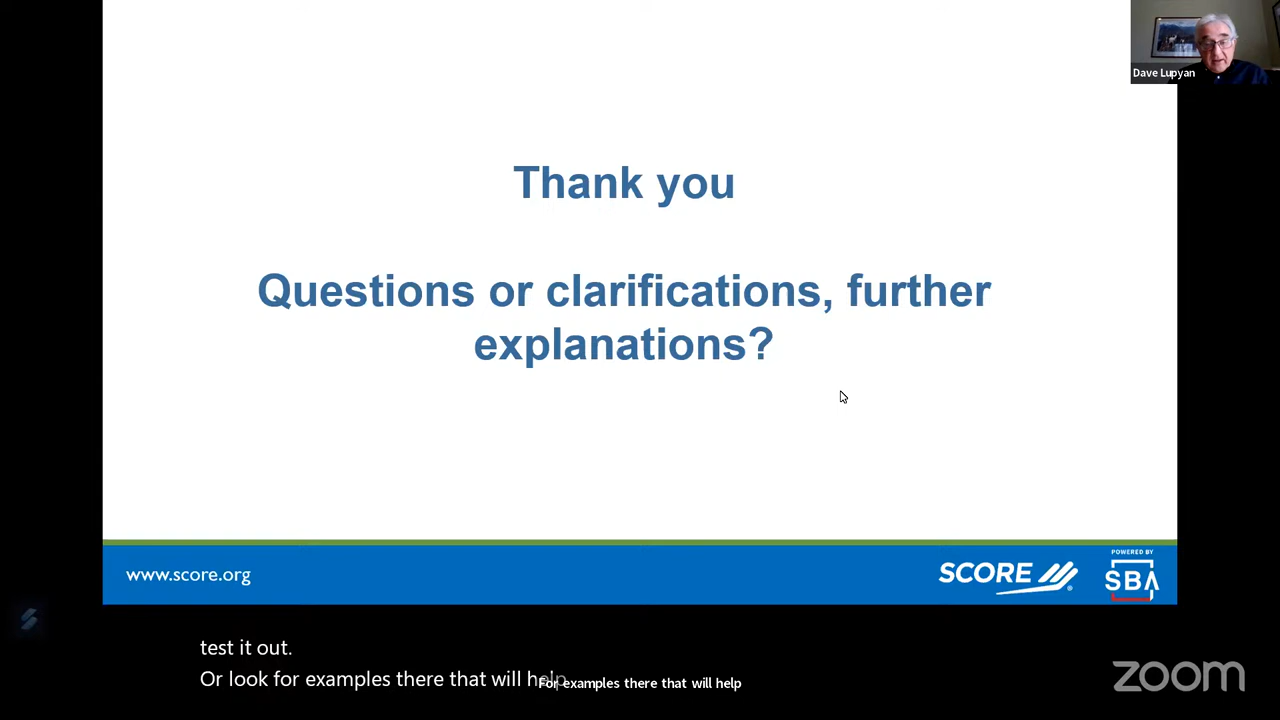 Dave Lupyan
Thank you
Questions or clarifications, further
explanations?
www.score.org
SCORE
®
POWERED BY
SBA
test it out.
Or look for examples there that will help
For examples there that will help
zoom